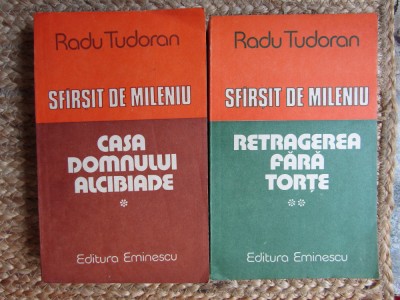 Radu Tudoran
SFIRSIT DE MILENIU
CASA
DOMNULUI
ALCIBIADE
*
Editura Eminescu
Radu Tudoran
SFIRSIT DE MILENIU
RETRAGEREA
FĂRĂ
TORȚE
**
Editura Eminescu